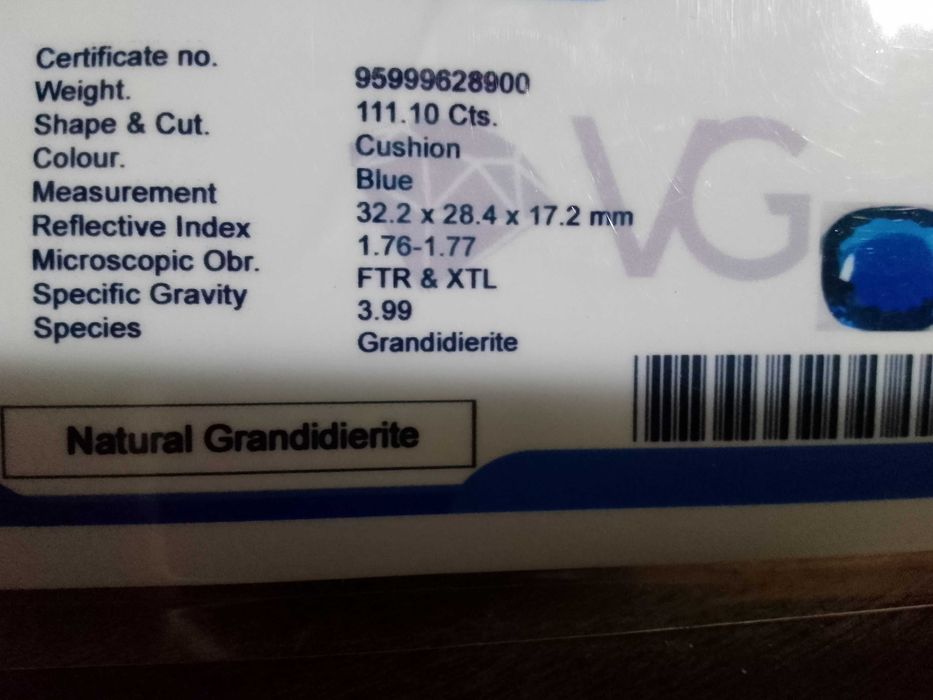 Certificate no. 95999628900
Weight. 111.10 Cts.
Shape & Cut. Cushion
Colour. Blue
Measurement 32.2 x 28.4 x 17.2 mm
Reflective Index 1.76-1.77
Microscopic Obr. FTR & XTL
Specific Gravity 3.99
Species Grandidierite
VG
Natural Grandidierite